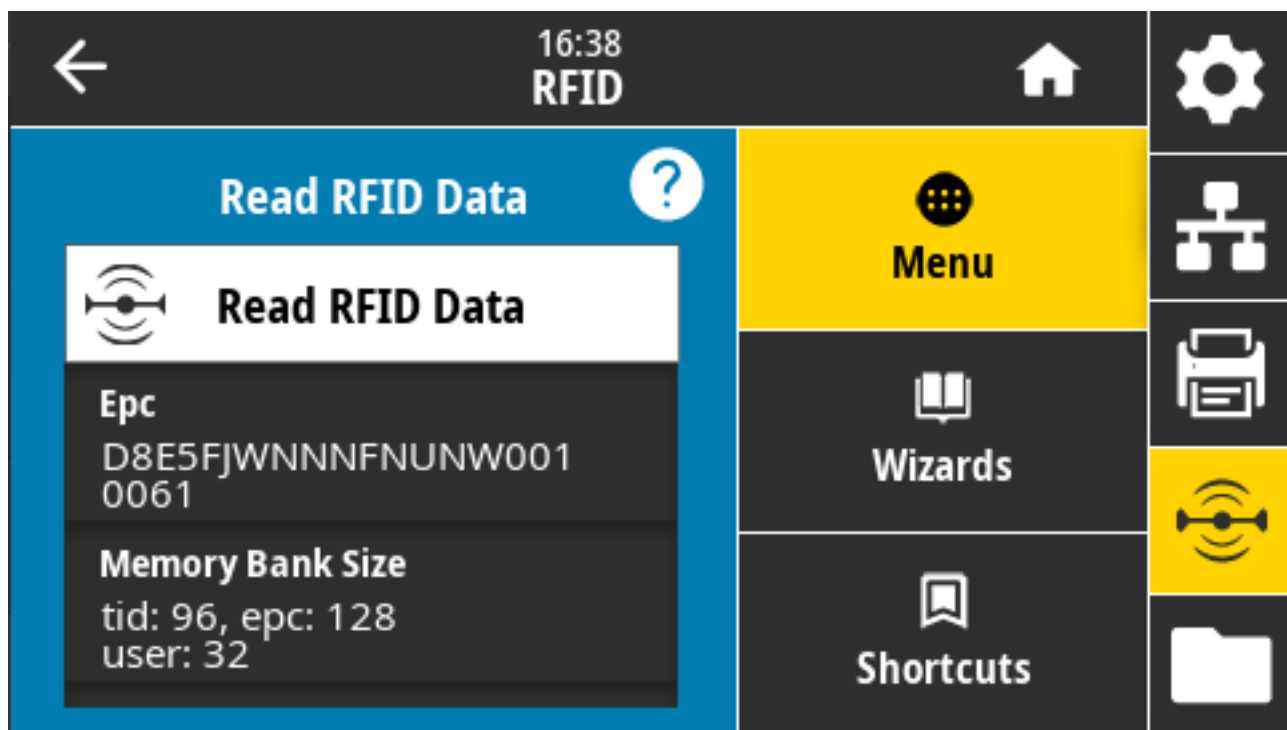 16:38
RFID
Read RFID Data
?
Read RFID Data
Epc
D8E5FJWNNNFNUNW001
0061
Memory Bank Size
tid: 96, epc: 128
user: 32
Menu
Wizards
Shortcuts